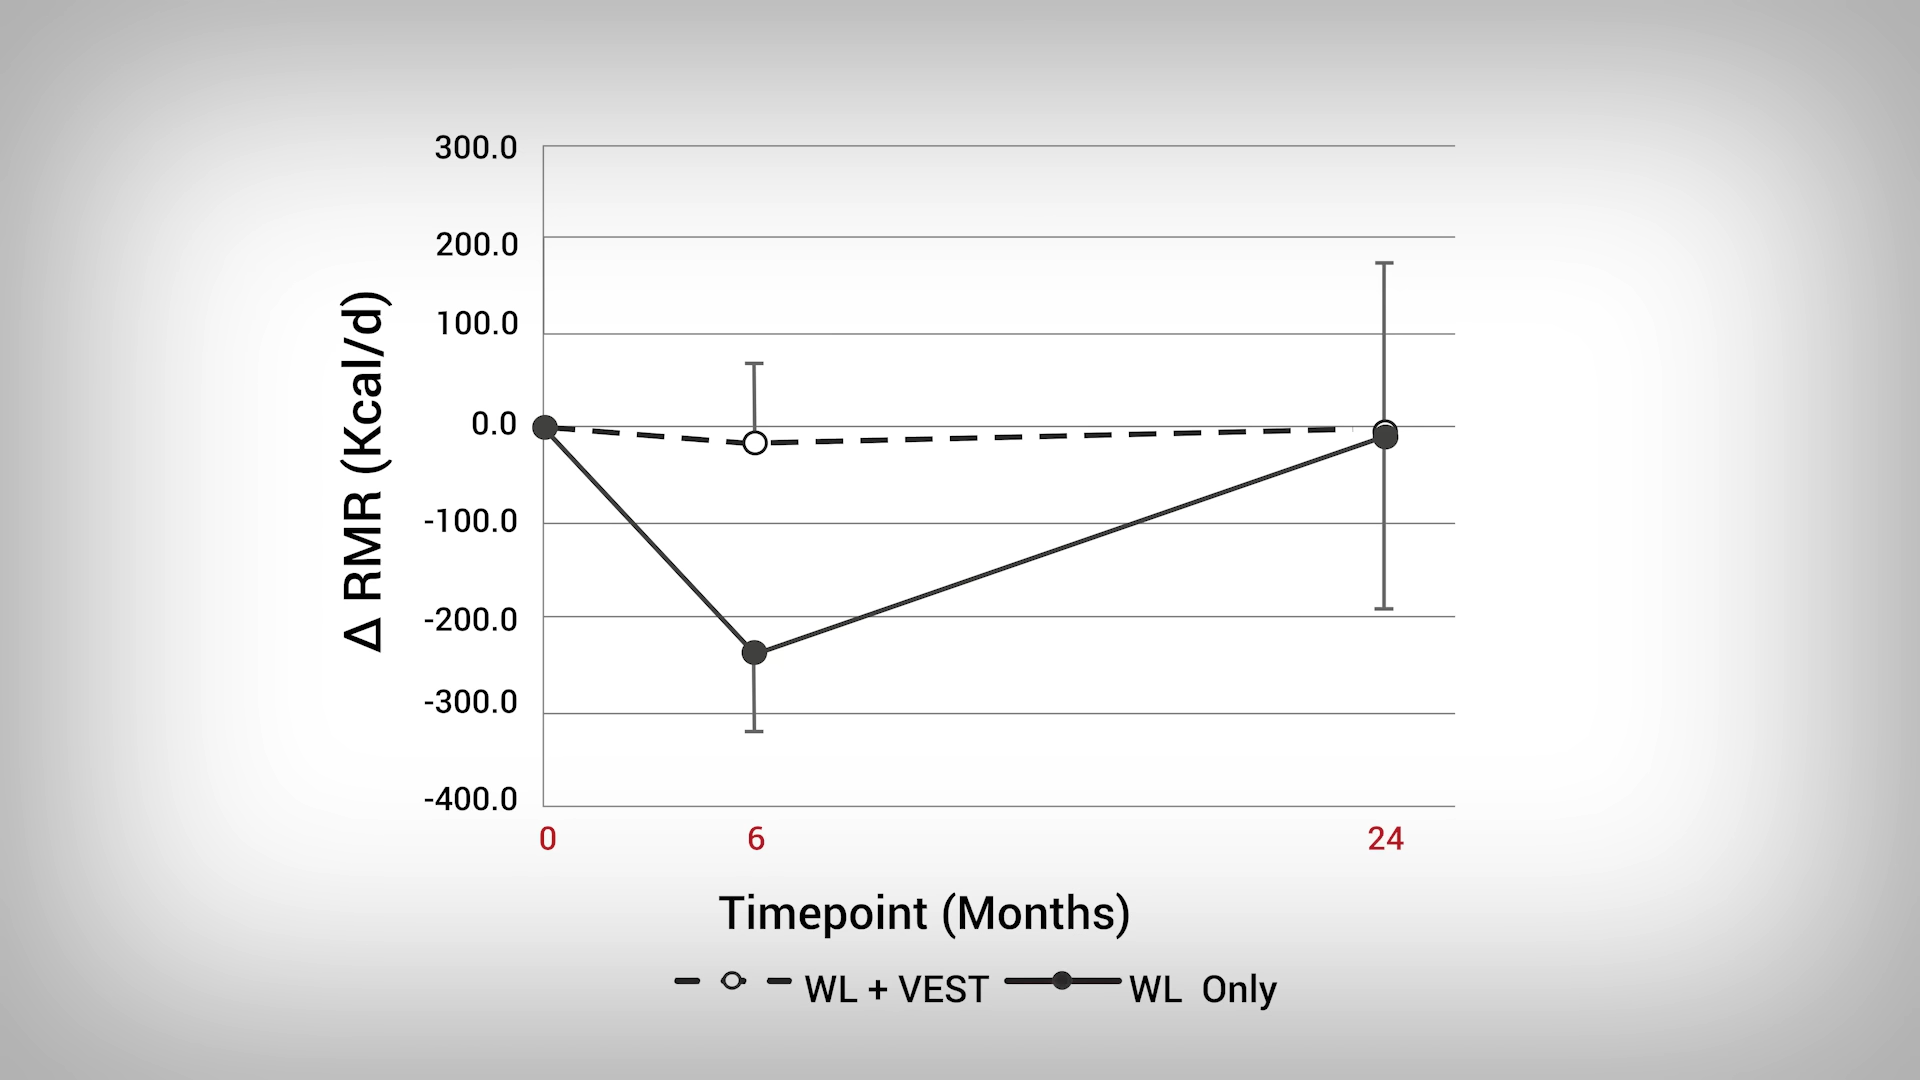 300.0
200.0
100.0
0.0
-100.0
-200.0
-300.0
-400.0
Δ RMR (Kcal/d)
0 6 24
Timepoint (Months)
WL + VEST WL Only